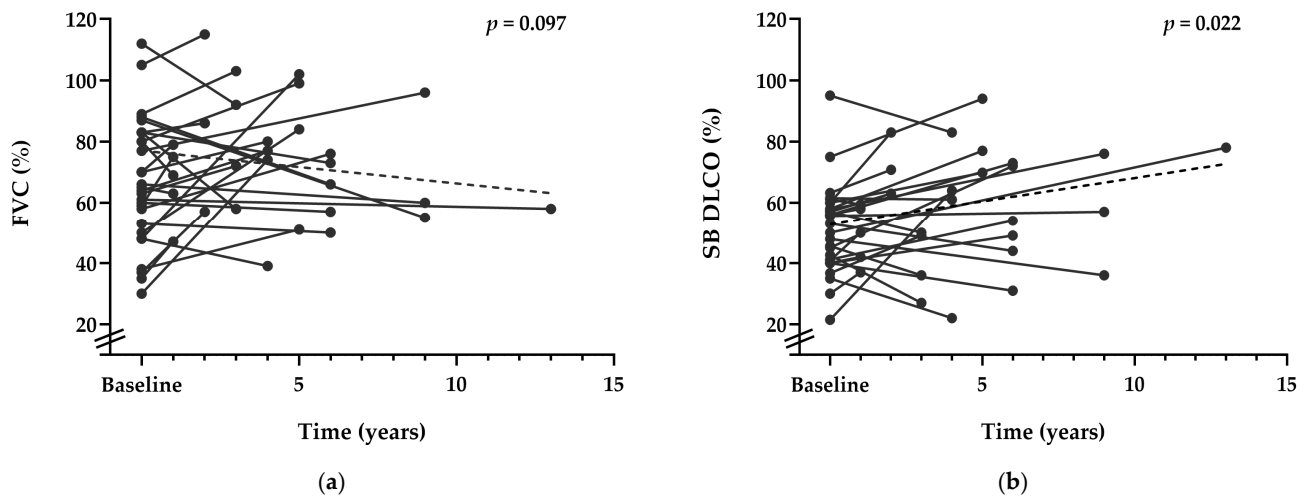 120
p = 0.097
100
80
60
40
20
FVC (%)
Baseline
5
10
15
Time (years)
(a)
120
p = 0.022
100
80
60
40
20
SB DLCO (%)
Baseline
5
10
15
Time (years)
(b)